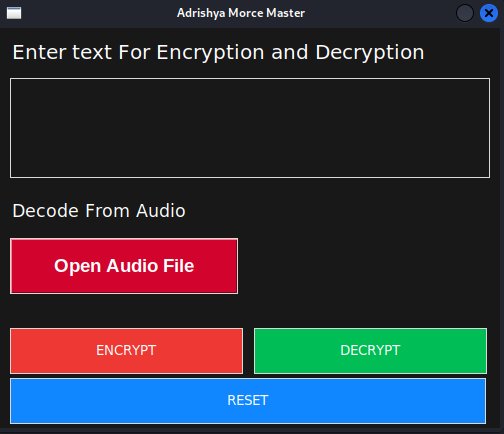 Adrishya Morce Master
Enter text For Encryption and Decryption
Decode From Audio
Open Audio File
ENCRYPT
DECRYPT
RESET